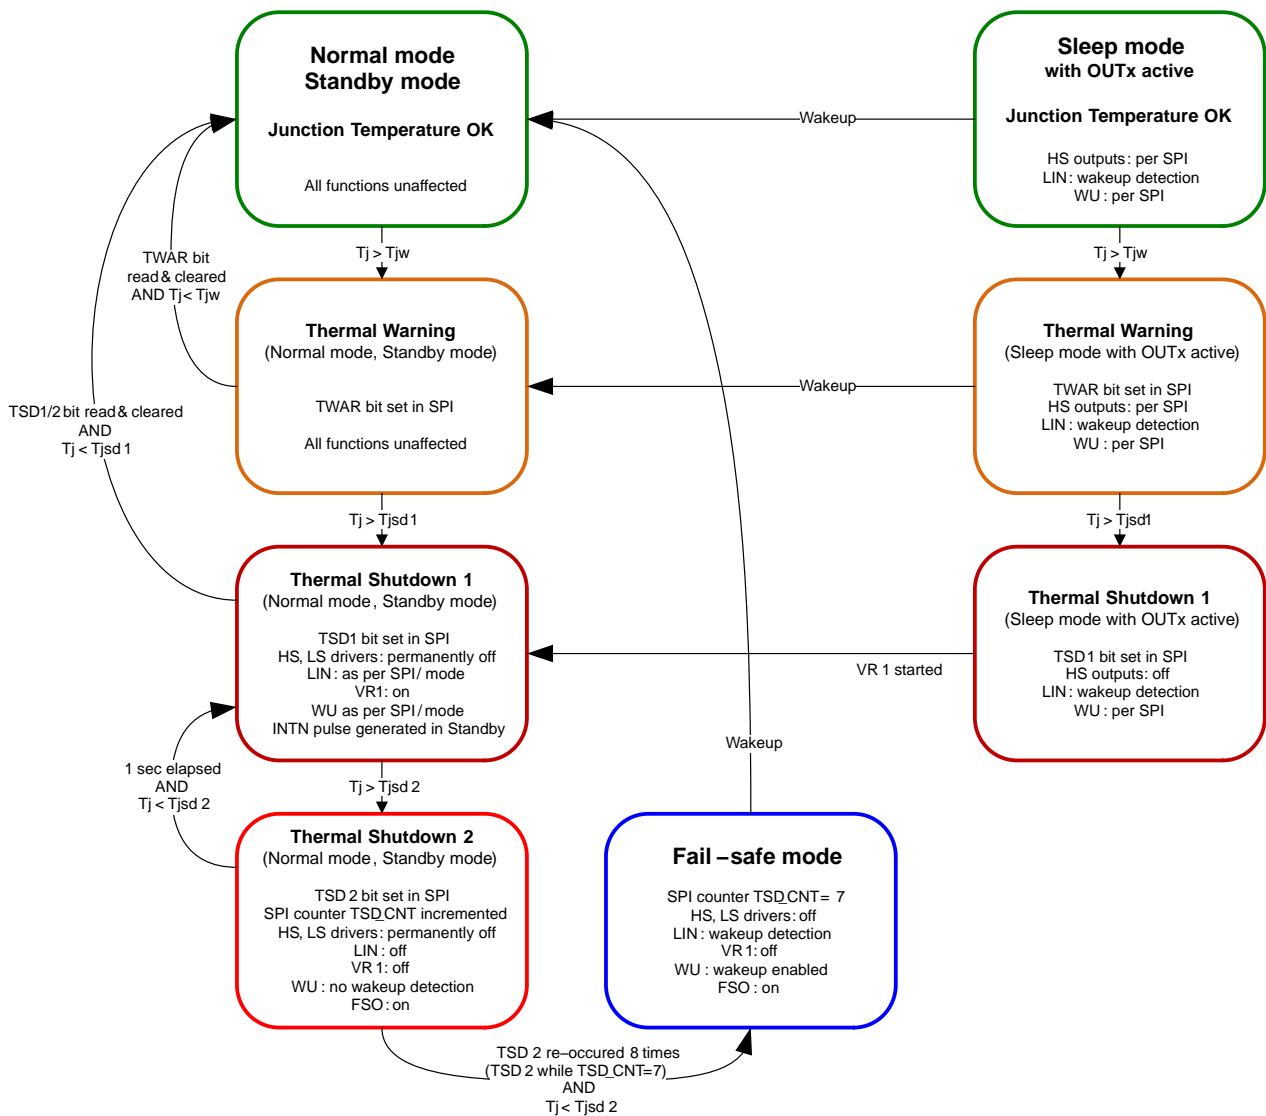 Normal mode
Standby mode
Junction Temperature OK
All functions unaffected
Sleep mode
with OUTx active
Junction Temperature OK
HS outputs: per SPI
LIN: wakeup detection
WU: per SPI
Wakeup
Tj > Tjw
Tj > Tjw
TWAR bit
read & cleared
AND Tj < Tjw
Thermal Warning
(Normal mode, Standby mode)
TWAR bit set in SPI
All functions unaffected
Wakeup
Thermal Warning
(Sleep mode with OUTx active)
TWAR bit set in SPI
HS outputs: per SPI
LIN: wakeup detection
WU : per SPI
TSD1/2 bit read & cleared
AND
Tj < Tjsd 1
Tj > Tjsd 1
Tj > Tjsd1
Thermal Shutdown 1
(Normal mode, Standby mode)
TSD1 bit set in SPI
HS, LS drivers: permanently off
LIN: as per SPI/ mode
VR1: on
WU as per SPI/mode
INTN pulse generated in Standby
VR 1 started
Thermal Shutdown 1
(Sleep mode with OUTx active)
TSD1 bit set in SPI
HS outputs: off
LIN: wakeup detection
WU : per SPI
1 sec elapsed
AND
Tj < Tjsd 2
Tj > Tjsd 2
Wakeup
Thermal Shutdown 2
(Normal mode, Standby mode)
TSD 2 bit set in SPI
SPI counter TSD_CNT incremented
HS, LS drivers: permanently off
LIN: off
VR 1: off
WU : no wakeup detection
FSO: on
Fail–safe mode
SPI counter TSD_CNT= 7
HS, LS drivers: off
LIN: wakeup detection
VR 1: off
WU : wakeup enabled
FSO : on
TSD 2 re–occured 8 times
(TSD 2 while TSD_CNT=7)
AND
Tj < Tjsd 2